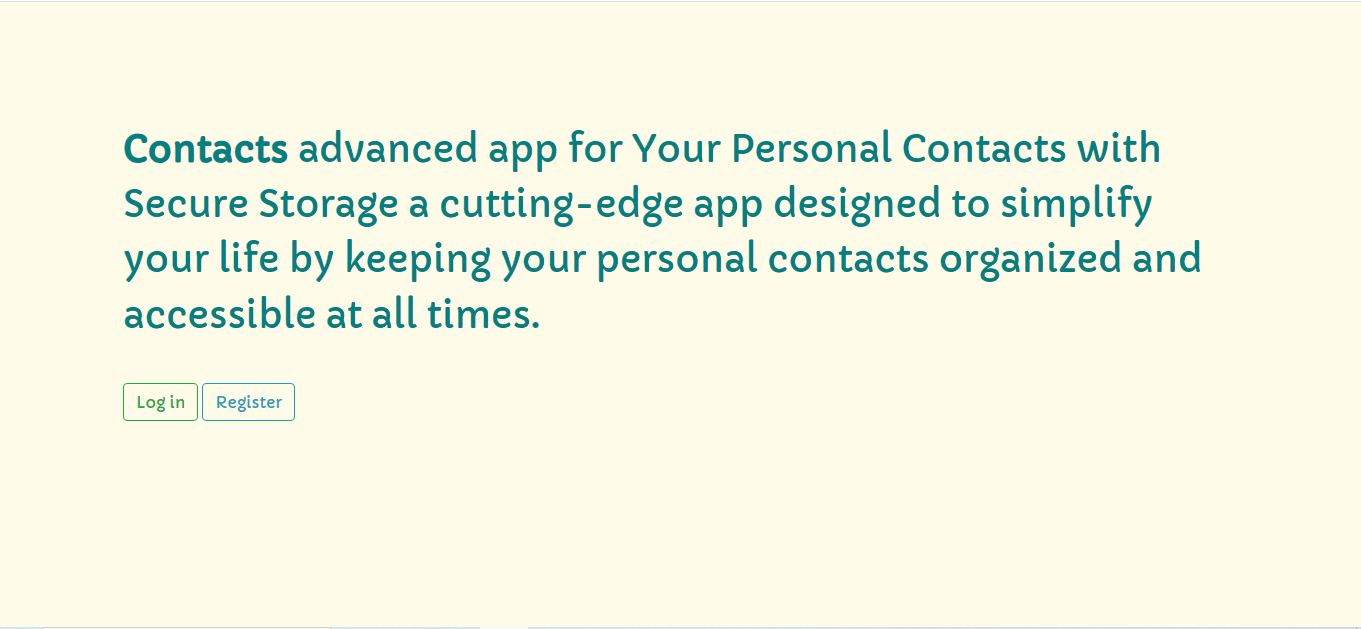 Contacts advanced app for Your Personal Contacts with
Secure Storage a cutting-edge app designed to simplify
your life by keeping your personal contacts organized and
accessible at all times.
Log in Register